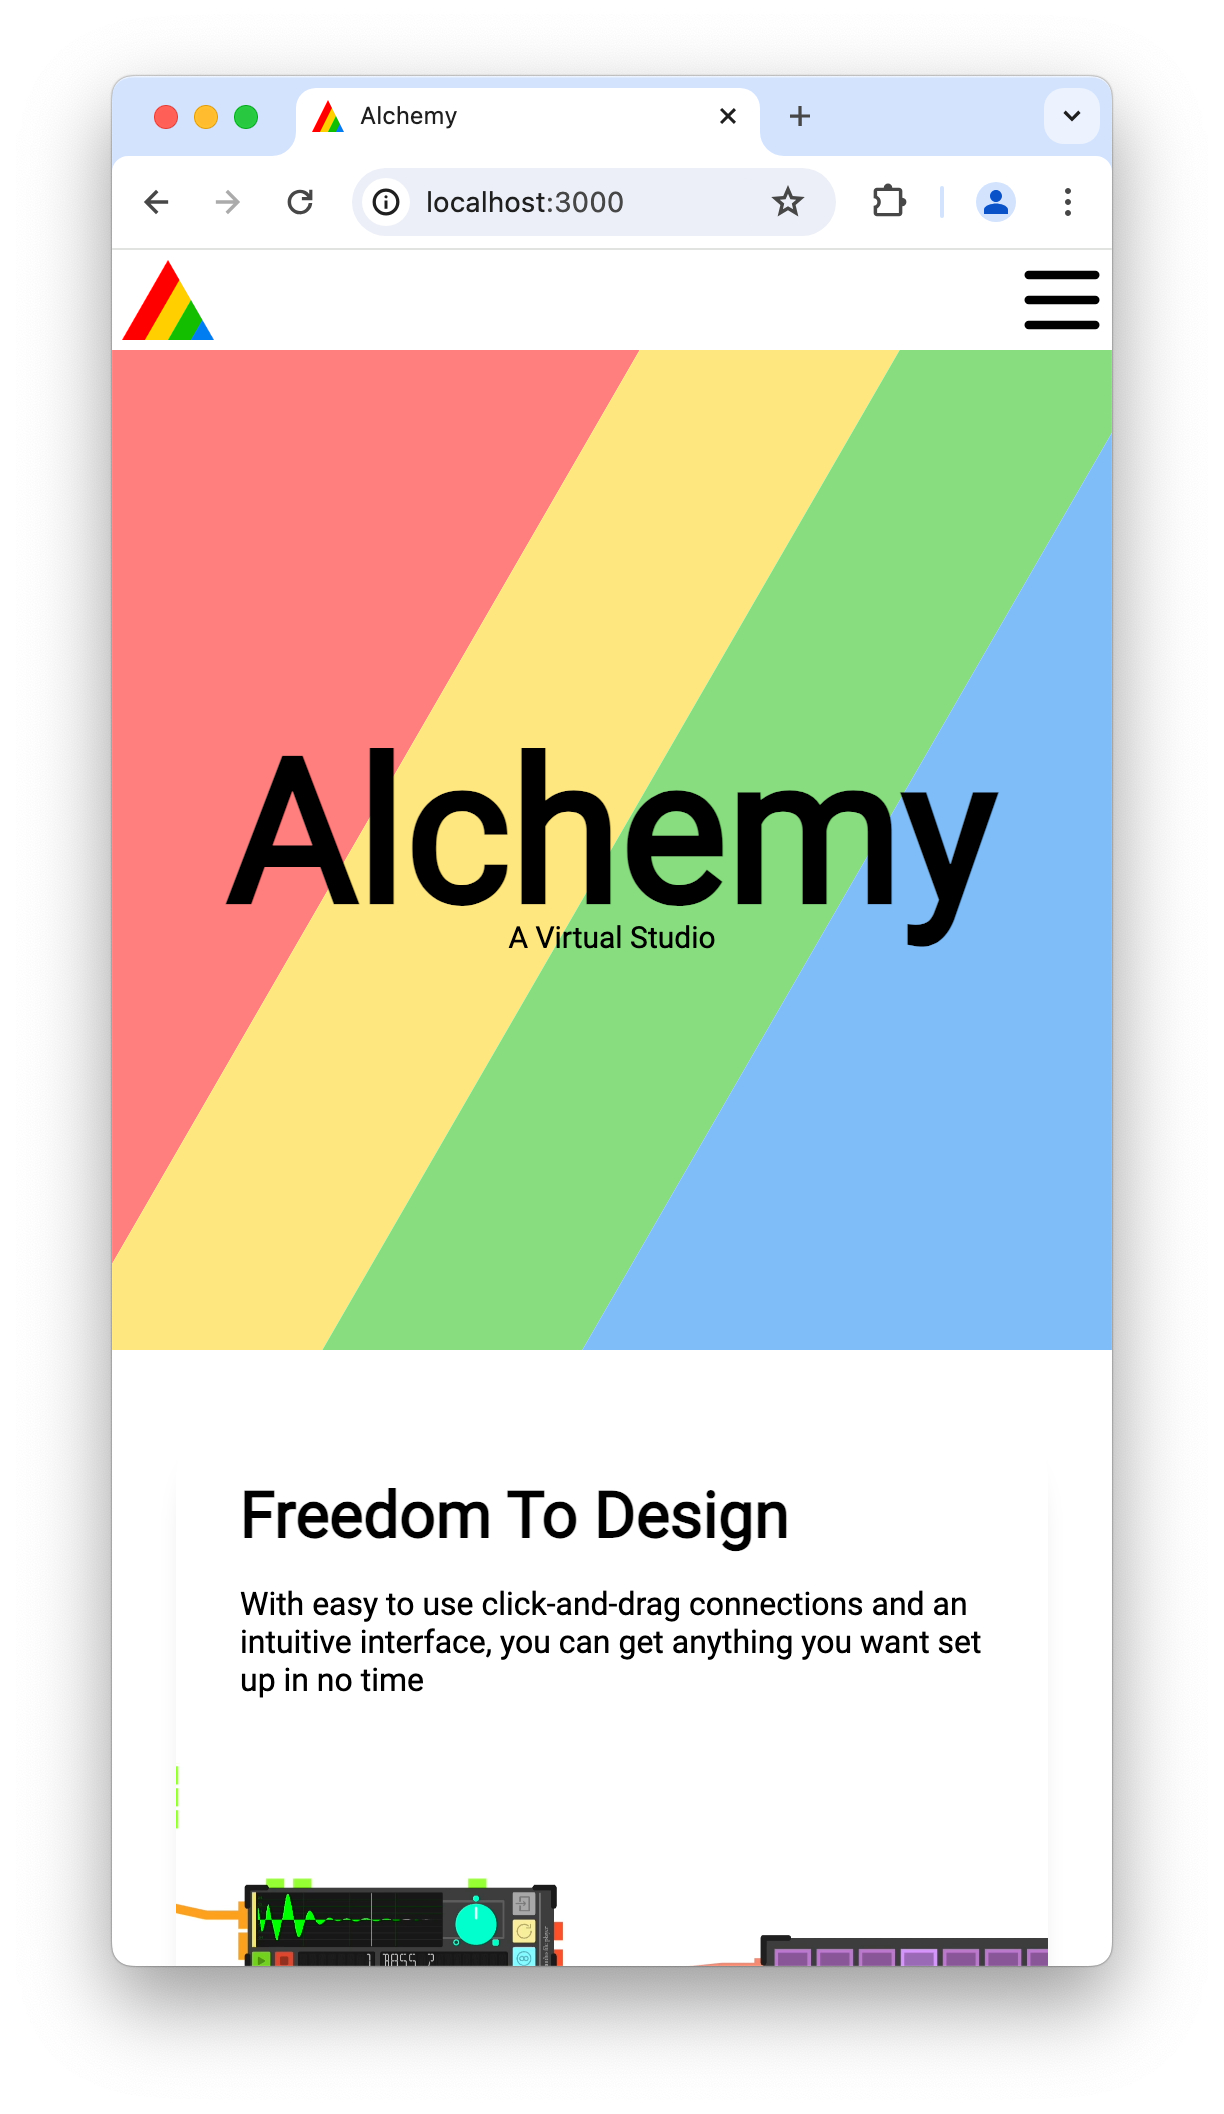 Alchemy
localhost:3000
Alchemy
A Virtual Studio
Freedom To Design
With easy to use click-and-drag connections and an
intuitive interface, you can get anything you want set
up in no time
1 BASS 2